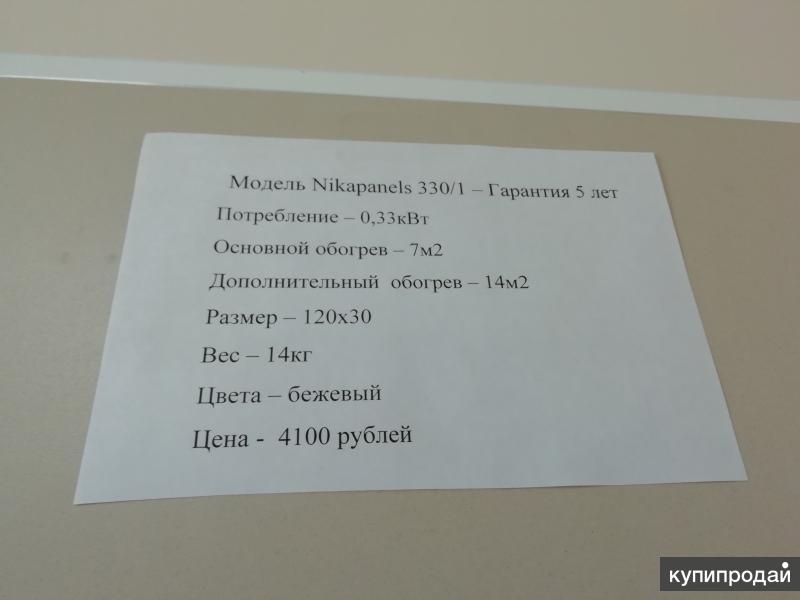 Модель Nikapanels 330/1 – Гарантия 5 лет
Потребление – 0,33кВт
Основной обогрев – 7м2
Дополнительный обогрев – 14м2
Размер – 120х30
Вес – 14кг
Цвета – бежевый
Цена - 4100 рублей
купипродай